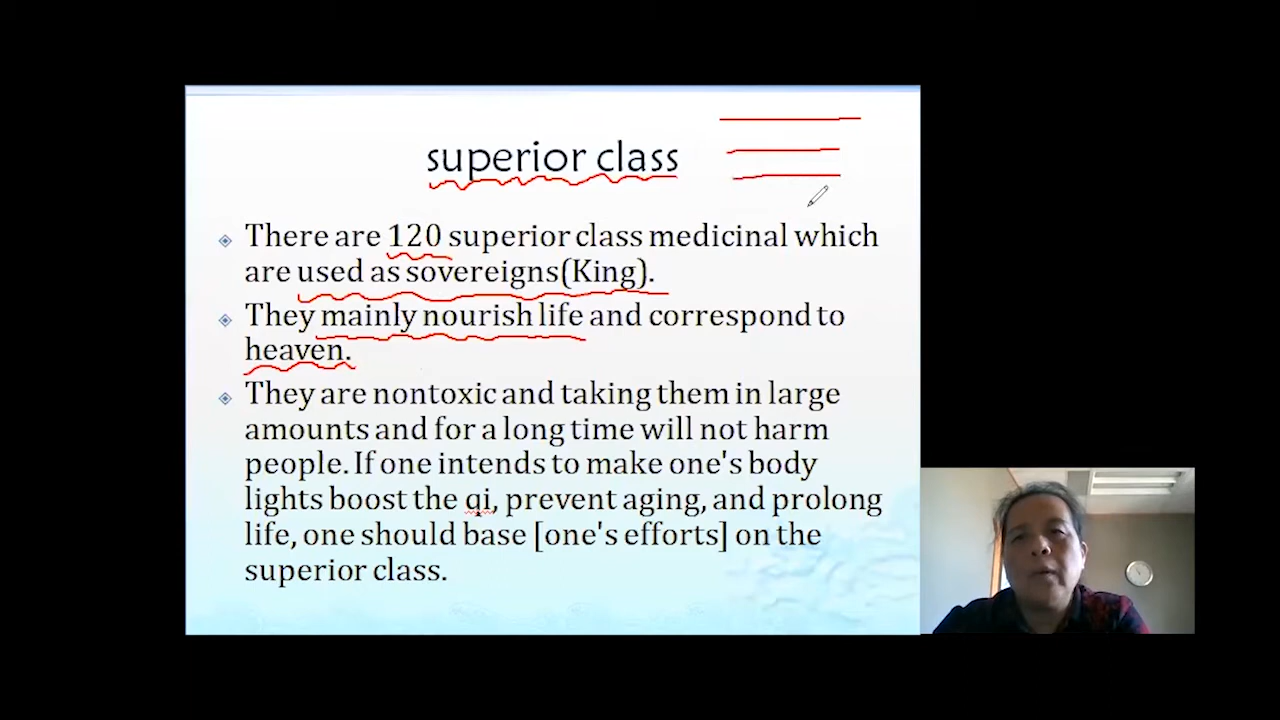 superior class
There are 120 superior class medicinal which
are used as sovereigns(King).
They mainly nourish life and correspond to
heaven.
They are nontoxic and taking them in large
amounts and for a long time will not harm
people. If one intends to make one's body
lights boost the qi, prevent aging, and prolong
life, one should base [one's efforts] on the
superior class.